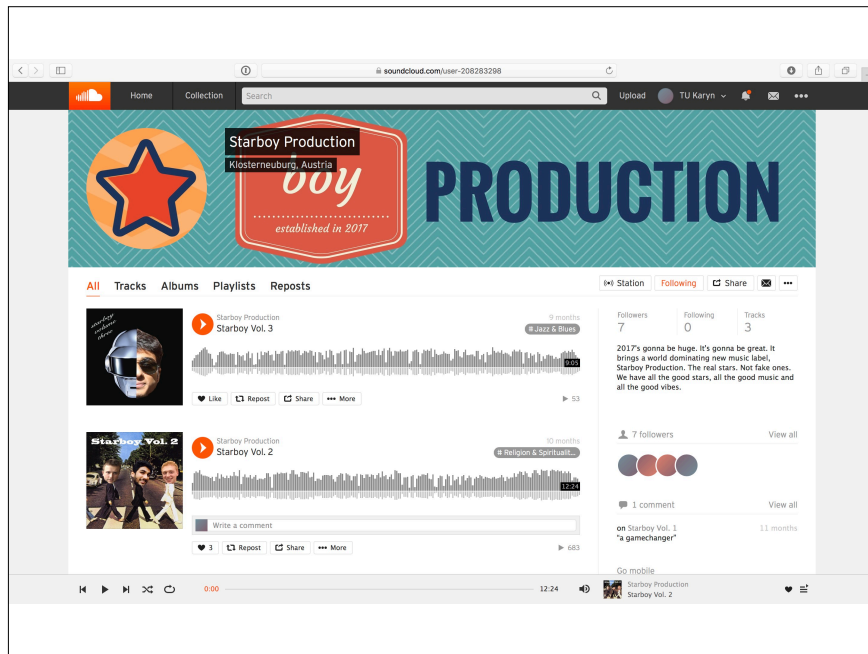 soundcloud.com/user-208283298
Home
Collection
Search
Upload
TU Karyn
Starboy Production
Klosterneuburg, Austria
boy
established in 2017
PRODUCTION
All
Tracks
Albums
Playlists
Reposts
Station
Following
Share
starboy
volume
three
Starboy Production
9 months
Starboy Vol. 3
# Jazz & Blues
9:05
Like
Repost
Share
More
53
Starboy Vol. 2
Starboy Production
10 months
Starboy Vol. 2
# Religion & Spiritualit...
12:24
Write a comment
3
Repost
Share
More
683
Followers
Following
Tracks
7
0
3
2017's gonna be huge. It's gonna be great. It
brings a world dominating new music label,
Starboy Production. The real stars. Not fake ones.
We have all the good stars, all the good music and
all the good vibes.
7 followers
View all
1 comment
View all
on Starboy Vol. 1
11 months
"a gamechanger"
Go mobile
0:00
12:24
Starboy Production
Starboy Vol. 2